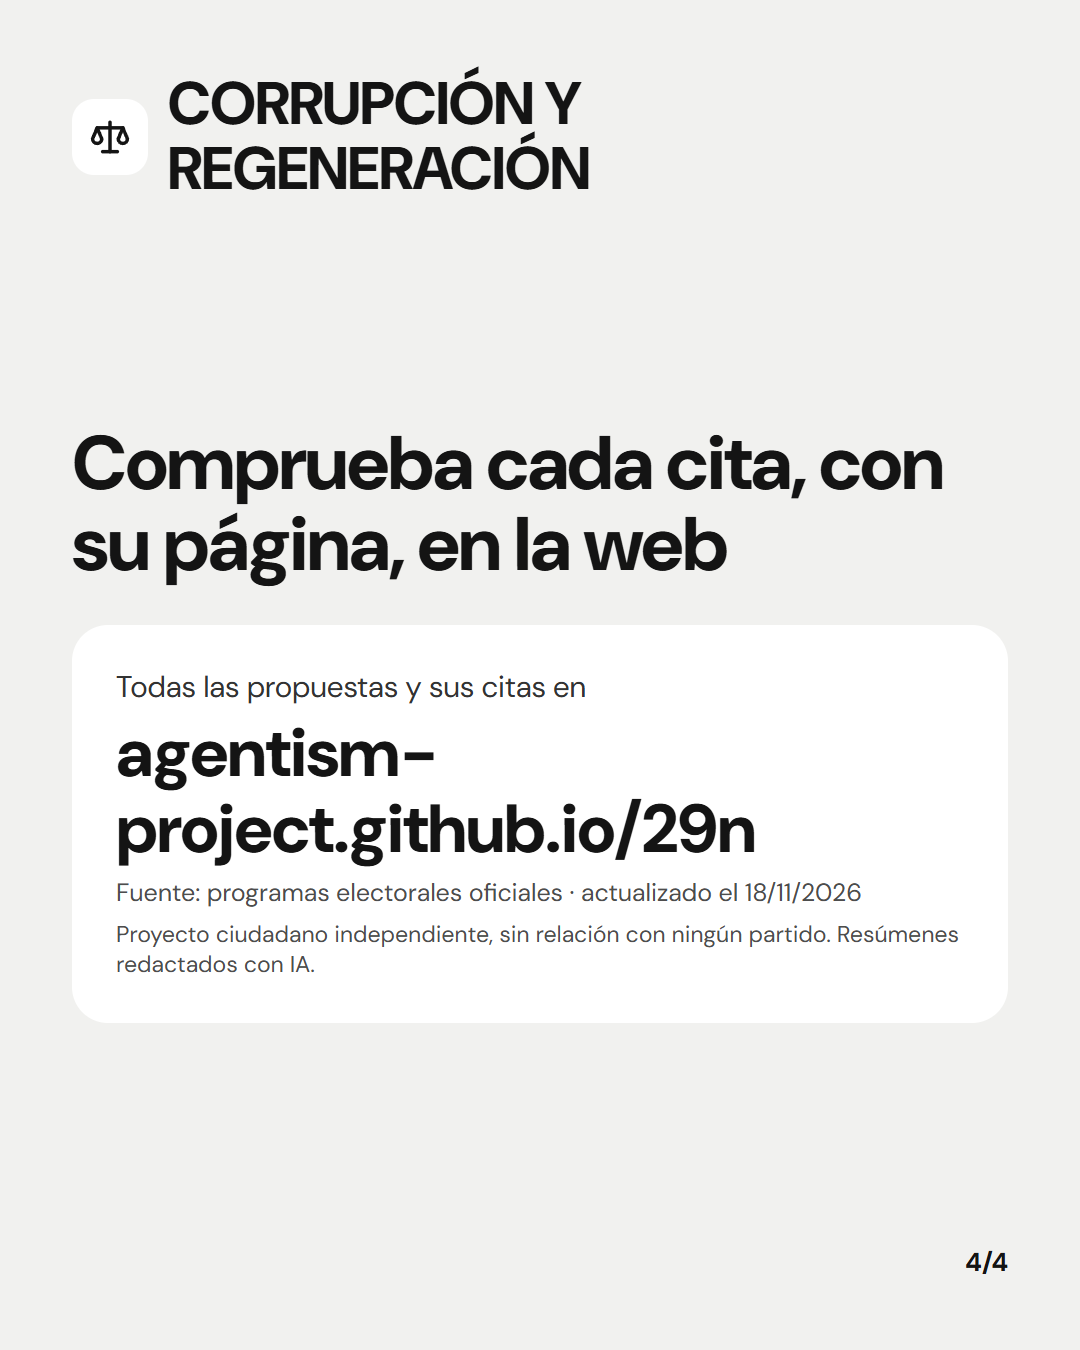 CORRUPCIÓN Y
REGENERACIÓN
Comprueba cada cita, con
su página, en la web
Todas las propuestas y sus citas en
agentism-
project.github.io/29n
Fuente: programas electorales oficiales · actualizado el 18/11/2026
Proyecto ciudadano independiente, sin relación con ningún partido. Resúmenes
redactados con IA.
4/4